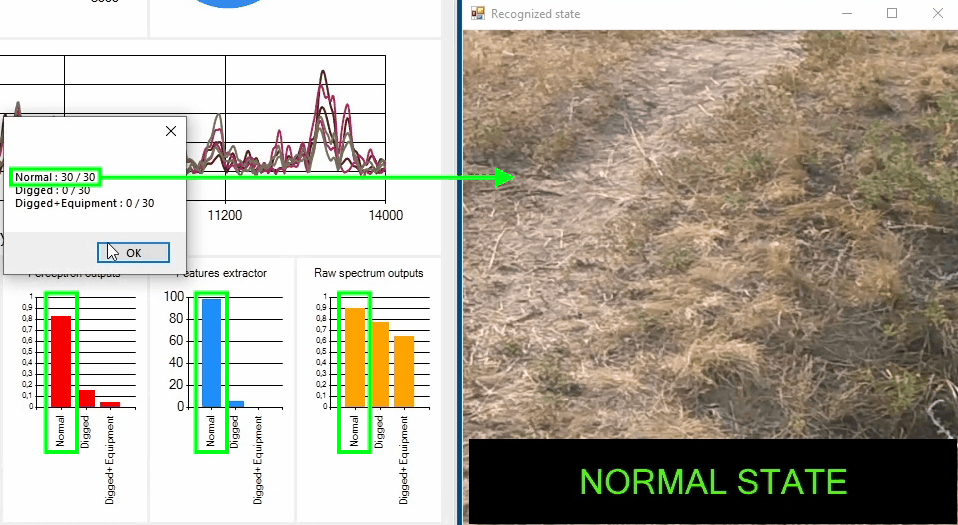 Recognized state
Normal : 30 / 30
Digged : 0 / 30
Digged+Equipment : 0 / 30
OK
11200
14000
Perceptron outputs
1
0,9
0,8
0,7
0,6
0,5
0,4
0,3
0,2
0,1
0
Normal
Digged
Digged+ Equipment
Features extractor
100
80
60
40
20
0
Normal
Digged
Digged+ Equipment
Raw spectrum outputs
1
0,9
0,8
0,7
0,6
0,5
0,4
0,3
0,2
0,1
0
Normal
Digged
Digged+ Equipment
NORMAL STATE